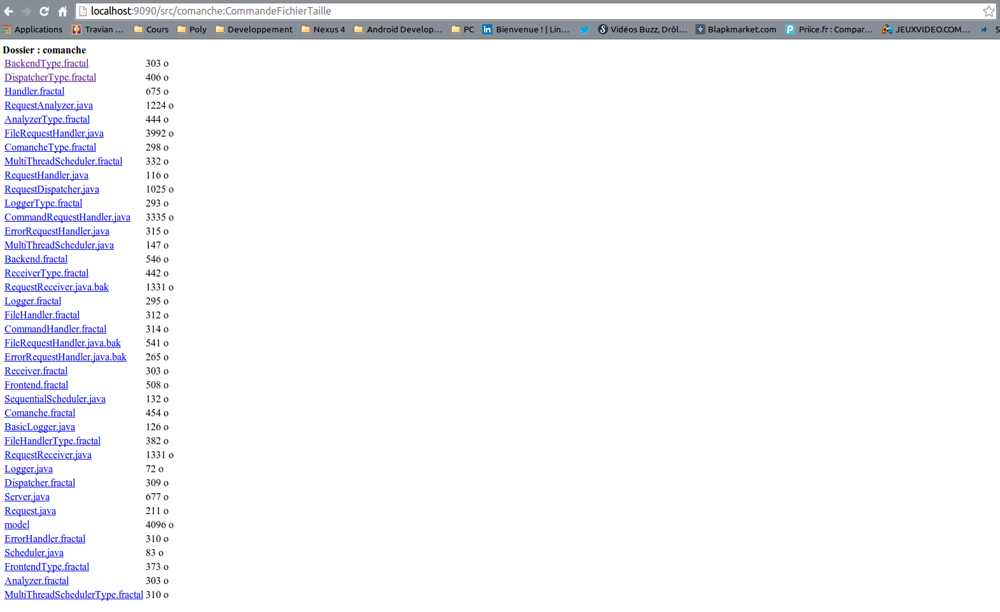 localhost:9090/src/comanche:CommandeFichierTaille
Applications Travian ... Cours Poly Developpement Nexus 4 Android Develop... PC Bienvenue ! | Lin... Vidéos Buzz, Drôl... Blapkmarket.com Priice.fr : Compar... JEUXVIDEO.COM... S
Dossier : comanche
BackendType.fractal 303 o
DispatcherType.fractal 406 o
Handler.fractal 675 o
RequestAnalyzer.java 1224 o
AnalyzerType.fractal 444 o
FileRequestHandler.java 3992 o
ComancheType.fractal 298 o
MultiThreadScheduler.fractal 332 o
RequestHandler.java 116 o
RequestDispatcher.java 1025 o
LoggerType.fractal 293 o
CommandRequestHandler.java 3335 o
ErrorRequestHandler.java 315 o
MultiThreadScheduler.java 147 o
Backend.fractal 546 o
ReceiverType.fractal 442 o
RequestReceiver.java.bak 1331 o
Logger.fractal 295 o
FileHandler.fractal 312 o
CommandHandler.fractal 314 o
FileRequestHandler.java.bak 541 o
ErrorRequestHandler.java.bak 265 o
Receiver.fractal 303 o
Frontend.fractal 508 o
SequentialScheduler.java 132 o
Comanche.fractal 454 o
BasicLogger.java 126 o
FileHandlerType.fractal 382 o
RequestReceiver.java 1331 o
Logger.java 72 o
Dispatcher.fractal 309 o
Server.java 677 o
Request.java 211 o
model 4096 o
ErrorHandler.fractal 310 o
Scheduler.java 83 o
FrontendType.fractal 373 o
Analyzer.fractal 303 o
MultiThreadSchedulerType.fractal 310 o